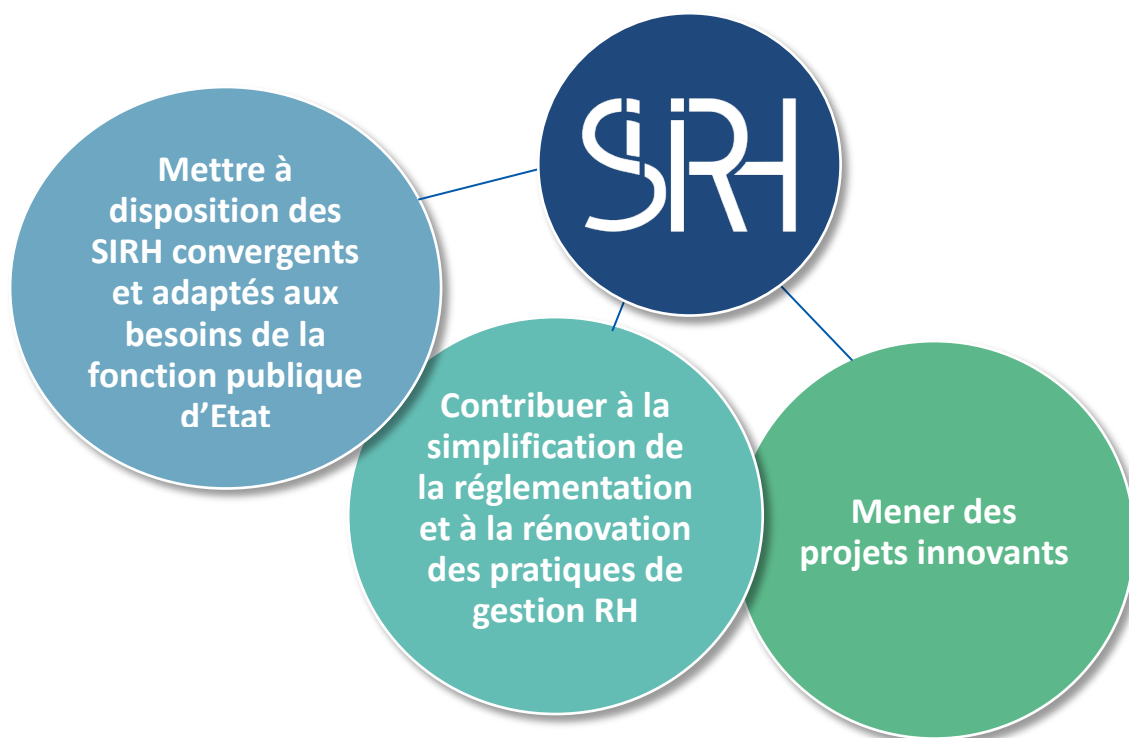 SIRH
Mettre à
disposition des
SIRH convergents
et adaptés aux
besoins de la
fonction publique
d’Etat
Contribuer à la
simplification de
la réglementation
et à la rénovation
des pratiques de
gestion RH
Mener des
projets innovants